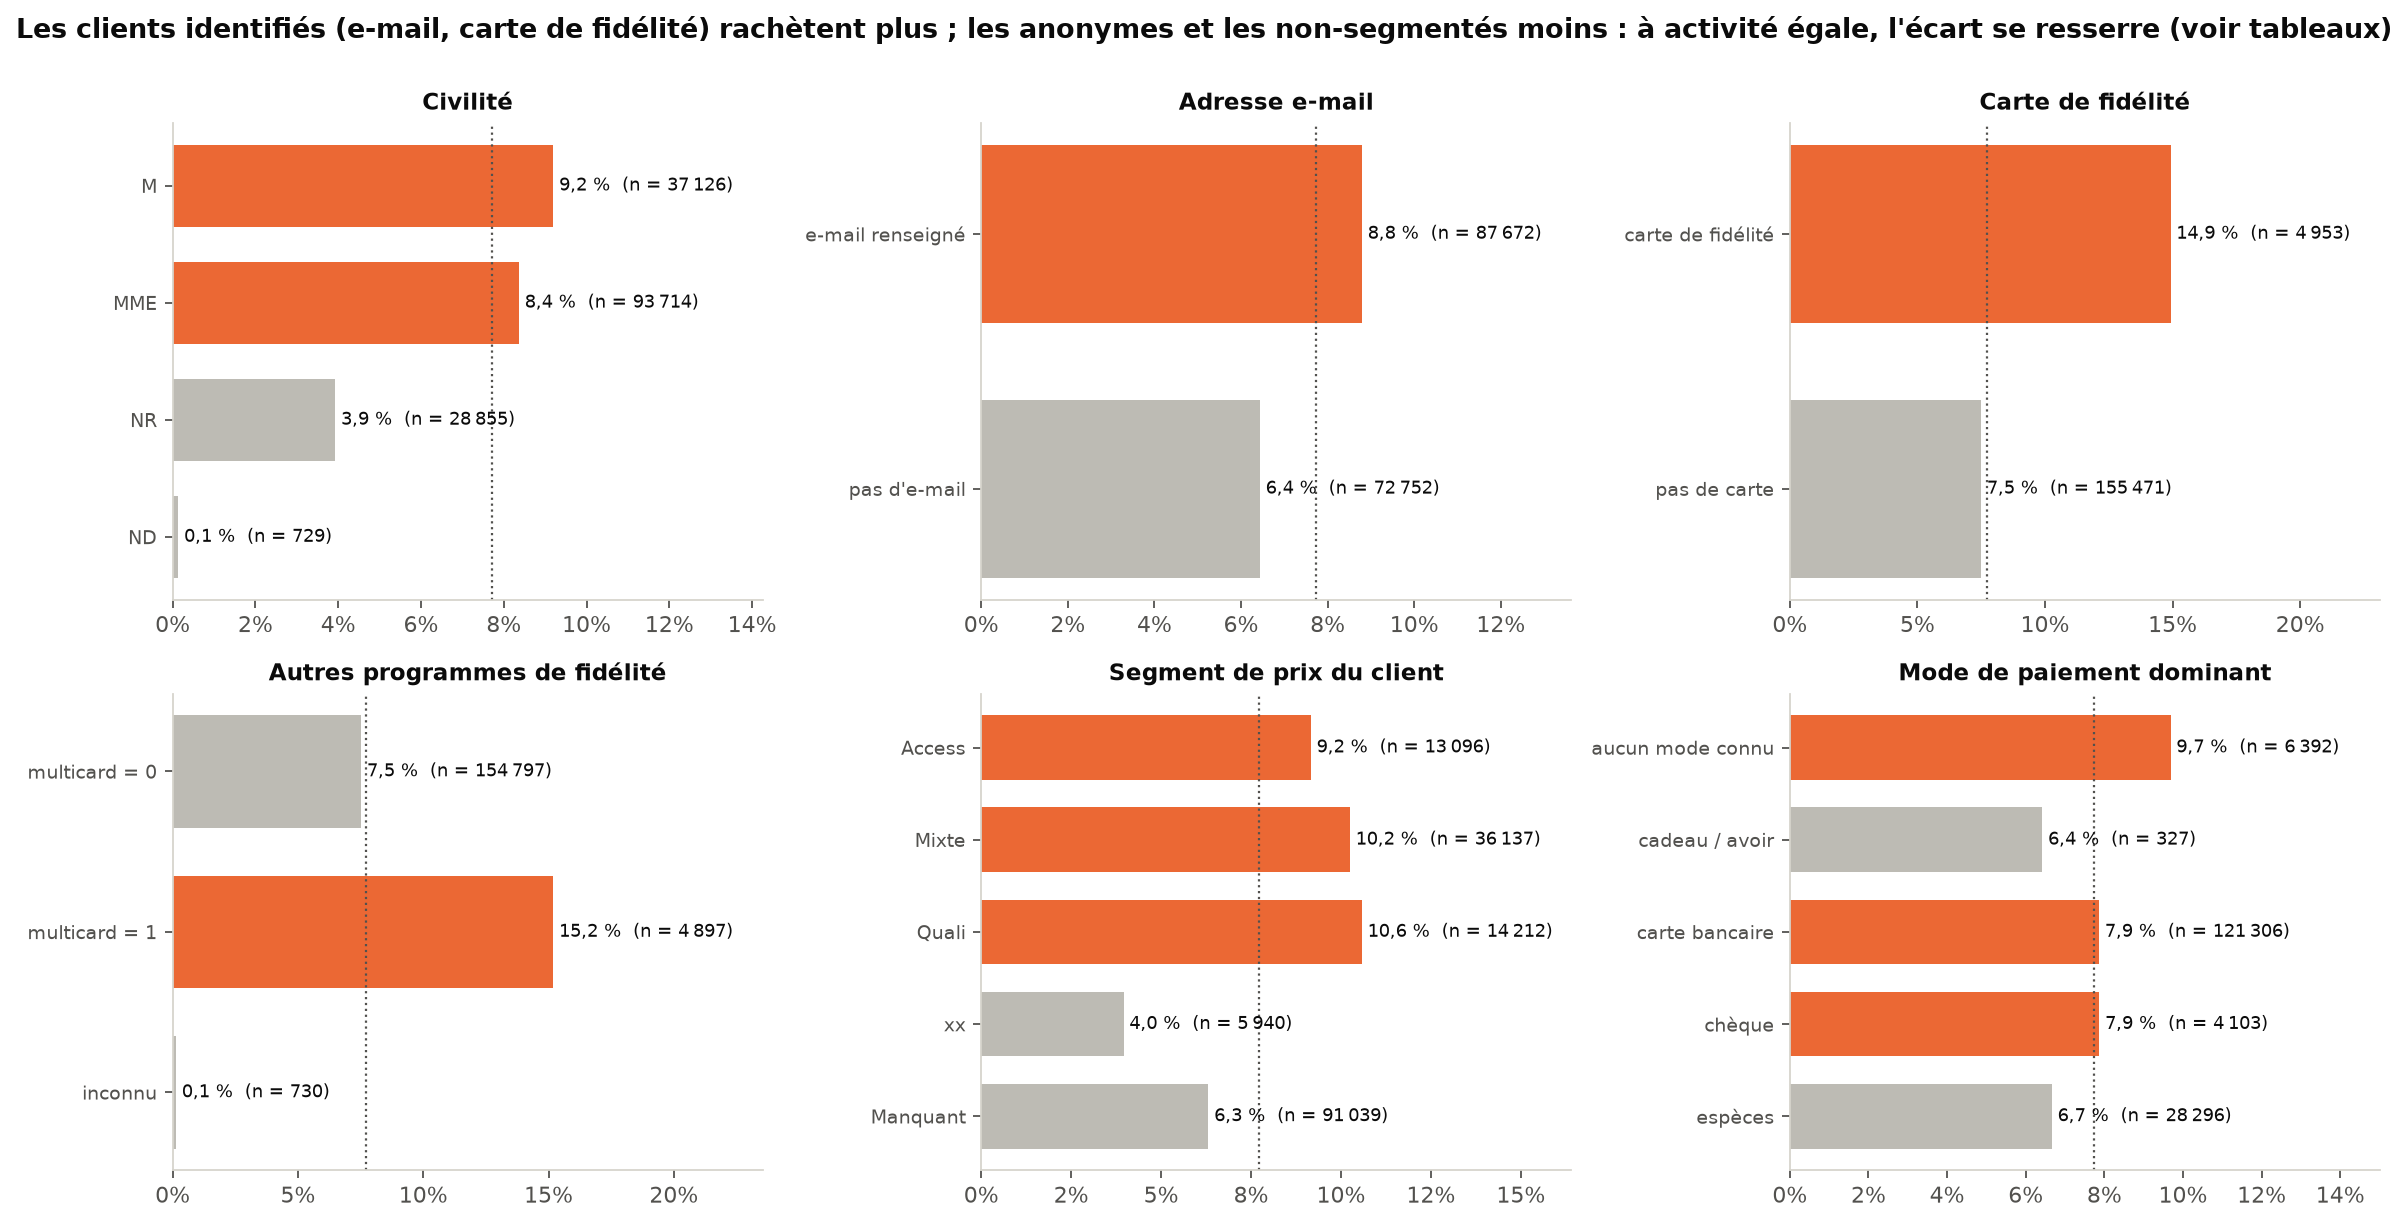 Les clients identifiés (e-mail, carte de fidélité) rachètent plus ; les anonymes et les non-segmentés moins : à activité égale, l'écart se resserre (voir tableaux)
Civilité
M
9,2 % (n = 37 126)
MME
8,4 % (n = 93 714)
NR
3,9 % (n = 28 855)
ND
0,1 % (n = 729)
0% 2% 4% 6% 8% 10% 12% 14%
Adresse e-mail
e-mail renseigné
8,8 % (n = 87 672)
pas d'e-mail
6,4 % (n = 72 752)
0% 2% 4% 6% 8% 10% 12%
Carte de fidélité
carte de fidélité
14,9 % (n = 4 953)
pas de carte
7,5 % (n = 155 471)
0% 5% 10% 15% 20%
Autres programmes de fidélité
multicard = 0
7,5 % (n = 154 797)
multicard = 1
15,2 % (n = 4 897)
inconnu
0,1 % (n = 730)
0% 5% 10% 15% 20%
Segment de prix du client
Access
9,2 % (n = 13 096)
Mixte
10,2 % (n = 36 137)
Quali
10,6 % (n = 14 212)
xx
4,0 % (n = 5 940)
Manquant
6,3 % (n = 91 039)
0% 2% 5% 8% 10% 12% 15%
Mode de paiement dominant
aucun mode connu
9,7 % (n = 6 392)
cadeau / avoir
6,4 % (n = 327)
carte bancaire
7,9 % (n = 121 306)
chèque
7,9 % (n = 4 103)
espèces
6,7 % (n = 28 296)
0% 2% 4% 6% 8% 10% 12% 14%